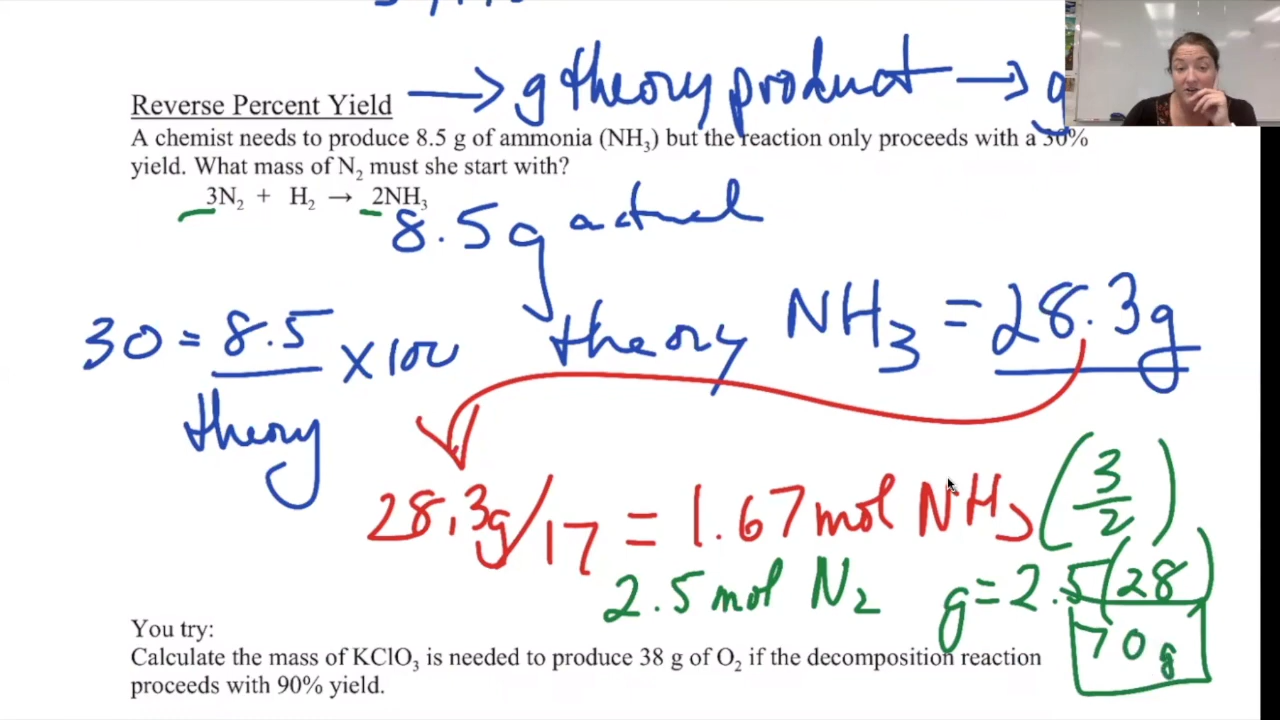 → g theory product → g
Reverse Percent Yield
A chemist needs to produce 8.5 g of ammonia (NH₃) but the reaction only proceeds with a 30%
yield. What mass of N₂ must she start with?
3N₂ + H₂ → 2NH₃
8.5g actual
30 = 8.5/theory x 100
theory NH₃ = 28.3g
28.3g/17 = 1.67 mol NH₃ (3/2)
2.5 mol N₂ g = 2.5(28)
70g
You try:
Calculate the mass of KClO₃ is needed to produce 38 g of O₂ if the decomposition reaction
proceeds with 90% yield.